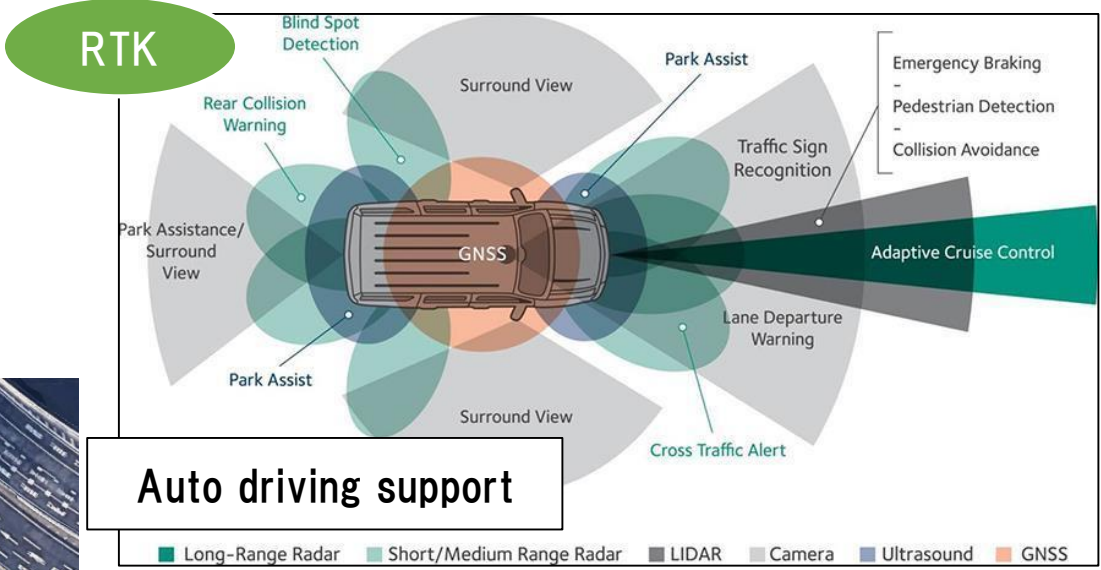 RTK
Blind Spot
Detection
Surround View
Park Assist
Emergency Braking
-
Pedestrian Detection
-
Collision Avoidance
Rear Collision
Warning
Traffic Sign
Recognition
Park Assistance/
Surround
View
GNSS
Adaptive Cruise Control
Lane Departure
Warning
Park Assist
Surround View
Cross Traffic Alert
Auto driving support
Long-Range Radar
Short/Medium Range Radar
LIDAR
Camera
Ultrasound
GNSS